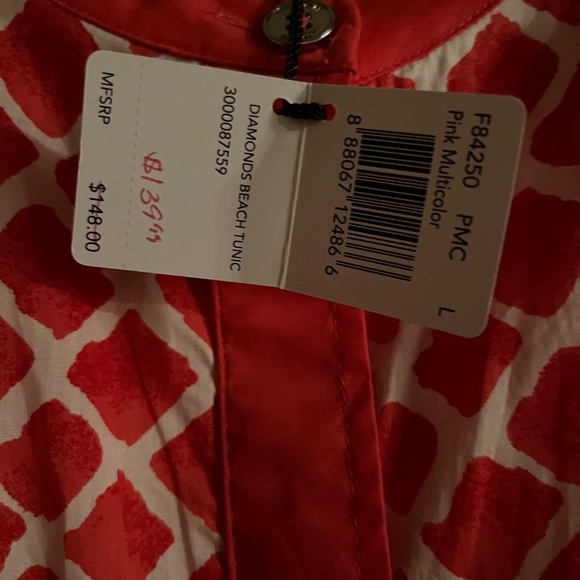 F84250 PMC L
Pink Multicolor
8 88067 12486 6
DIAMONDS BEACH TUNIC
3000087559
$139.99
MFSRP $148.00